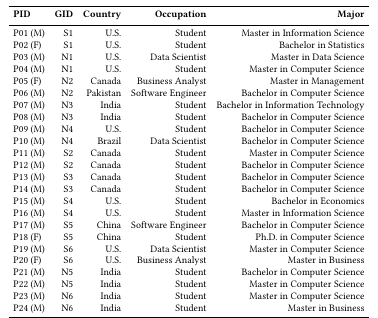 PID GID Country Occupation Major
P01 (M) S1 U.S. Student Master in Information Science
P02 (F) S1 U.S. Student Bachelor in Statistics
P03 (M) N1 U.S. Data Scientist Master in Data Science
P04 (M) N1 U.S. Student Master in Computer Science
P05 (F) N2 Canada Business Analyst Master in Management
P06 (M) N2 Pakistan Software Engineer Bachelor in Computer Science
P07 (M) N3 India Student Bachelor in Information Technology
P08 (M) N3 India Student Bachelor in Computer Science
P09 (M) N4 U.S. Student Bachelor in Computer Science
P10 (M) N4 Brazil Data Scientist Bachelor in Computer Science
P11 (M) S2 Canada Student Master in Computer Science
P12 (M) S2 Canada Student Bachelor in Computer Science
P13 (M) S3 Canada Student Bachelor in Computer Science
P14 (M) S3 Canada Student Bachelor in Computer Science
P15 (M) S4 U.S. Student Bachelor in Economics
P16 (M) S4 U.S. Student Master in Information Science
P17 (M) S5 China Software Engineer Bachelor in Computer Science
P18 (F) S5 China Student Ph.D. in Computer Science
P19 (M) S6 U.S. Data Scientist Master in Computer Science
P20 (F) S6 U.S. Business Analyst Master in Business
P21 (M) N5 India Student Bachelor in Computer Science
P22 (M) N5 India Student Master in Computer Science
P23 (M) N6 India Student Master in Computer Science
P24 (M) N6 India Student Master in Business